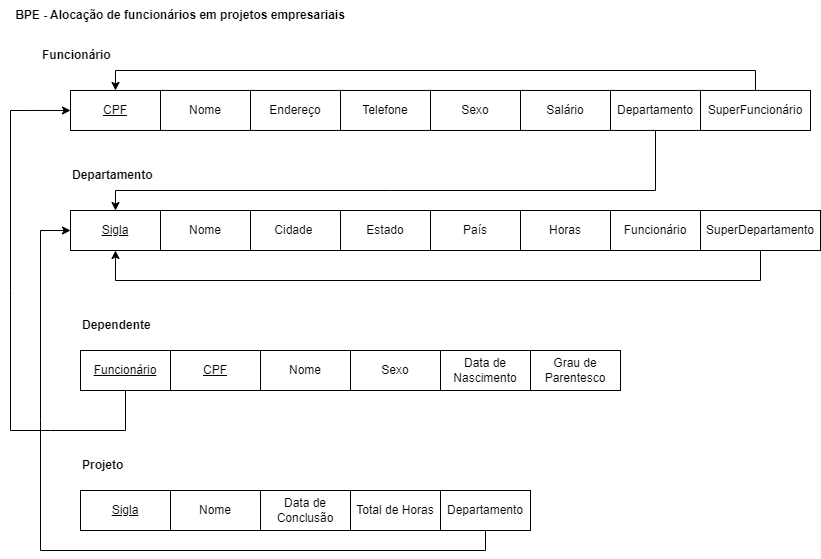 BPE - Alocação de funcionários em projetos empresariais
Funcionário
CPF Nome Endereço Telefone Sexo Salário Departamento SuperFuncionário
Departamento
Sigla Nome Cidade Estado País Horas Funcionário SuperDepartamento
Dependente
Funcionário CPF Nome Sexo Data de Nascimento Grau de Parentesco
Projeto
Sigla Nome Data de Conclusão Total de Horas Departamento